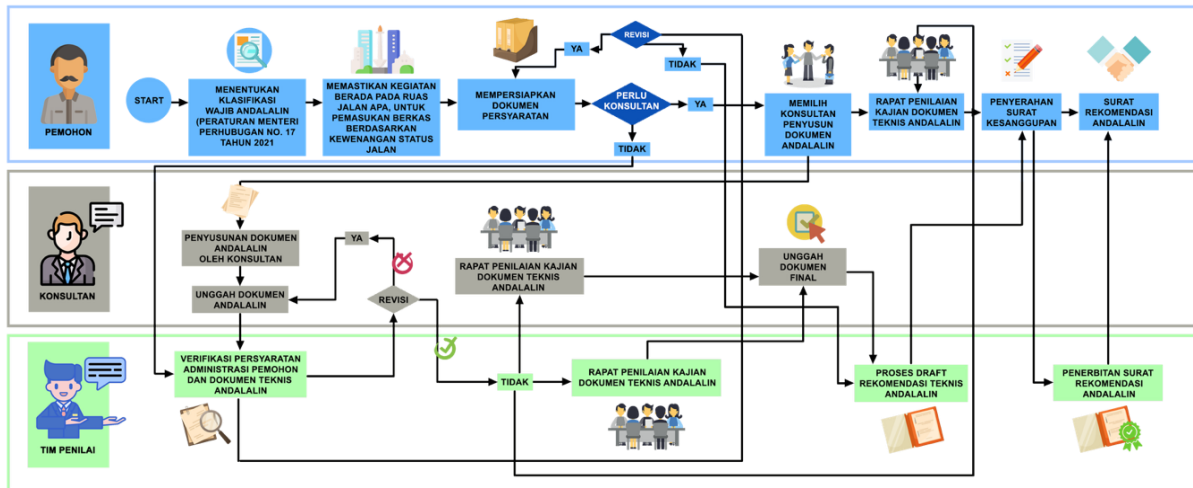 PEMOHON
START
MENENTUKAN
KLASIFIKASI
WAJIB ANDALALIN
(PERATURAN MENTERI
PERHUBUGAN NO. 17
TAHUN 2021
MEMASTIKAN KEGIATAN
BERADA PADA RUAS
JALAN APA, UNTUK
PEMASUKAN BERKAS
BERDASARKAN
KEWENANGAN STATUS
JALAN
MEMPERSIAPKAN
DOKUMEN
PERSYARATAN
YA
REVISI
TIDAK
PERLU
KONSULTAN
YA
TIDAK
MEMILIH
KONSULTAN
PENYUSUN
DOKUMEN
ANDALALIN
RAPAT PENILAIAN
KAJIAN DOKUMEN
TEKNIS ANDALALIN
PENYERAHAN
SURAT
KESANGGUPAN
SURAT
REKOMENDASI
ANDALALIN
KONSULTAN
PENYUSUNAN DOKUMEN
ANDALALIN
OLEH KONSULTAN
UNGGAH DOKUMEN
ANDALALIN
YA
REVISI
RAPAT PENILAIAN KAJIAN
DOKUMEN TEKNIS
ANDALALIN
UNGGAH
DOKUMEN
FINAL
TIM PENILAI
VERIFIKASI PERSYARATAN
ADMINISTRASI PEMOHON
DAN DOKUMEN TEKNIS
ANDALALIN
TIDAK
RAPAT PENILAIAN KAJIAN
DOKUMEN TEKNIS ANDALALIN
PROSES DRAFT
REKOMENDASI TEKNIS
ANDALALIN
PENERBITAN SURAT
REKOMENDASI
ANDALALIN